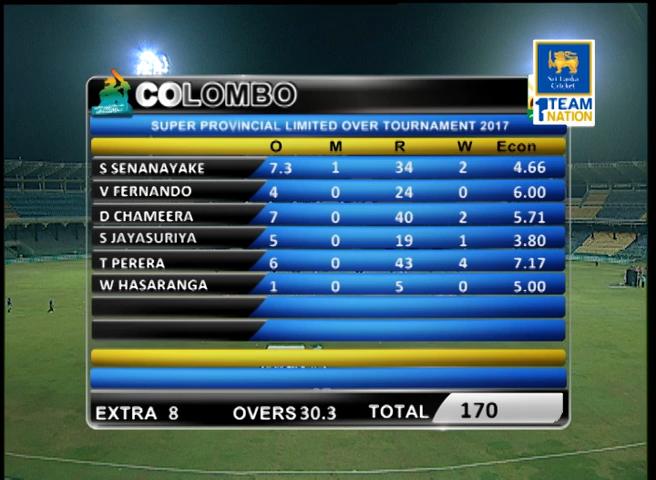 COLOMBO
Sri Lanka
Cricket
1TEAM
NATION
SUPER PROVINCIAL LIMITED OVER TOURNAMENT 2017
O M R W Econ
S SENANAYAKE 7.3 1 34 2 4.66
V FERNANDO 4 0 24 0 6.00
D CHAMEERA 7 0 40 2 5.71
S JAYASURIYA 5 0 19 1 3.80
T PERERA 6 0 43 4 7.17
W HASARANGA 1 0 5 0 5.00
EXTRA 8 OVERS 30.3 TOTAL 170